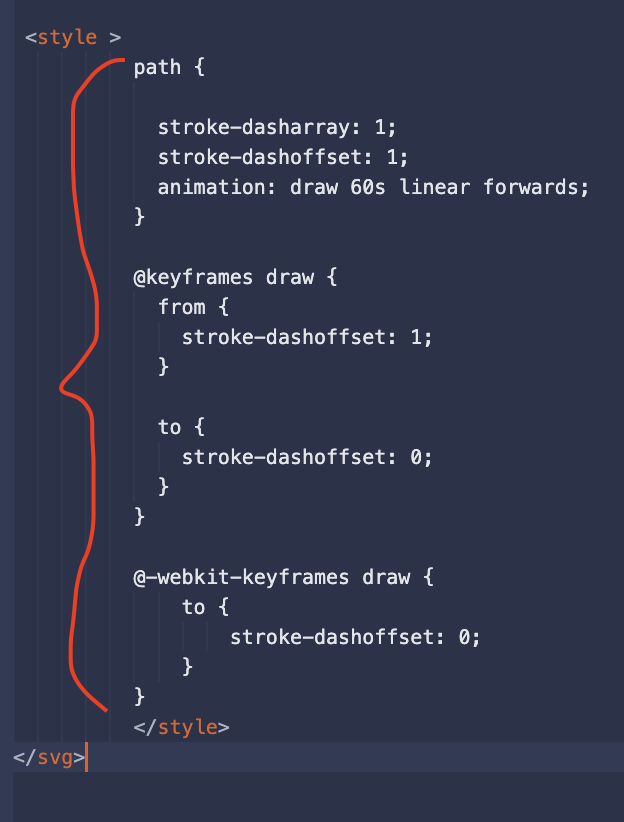 <style >
path {
stroke-dasharray: 1;
stroke-dashoffset: 1;
animation: draw 60s linear forwards;
}
@keyframes draw {
from {
stroke-dashoffset: 1;
}
to {
stroke-dashoffset: 0;
}
}
@-webkit-keyframes draw {
to {
stroke-dashoffset: 0;
}
}
</style>
</svg>